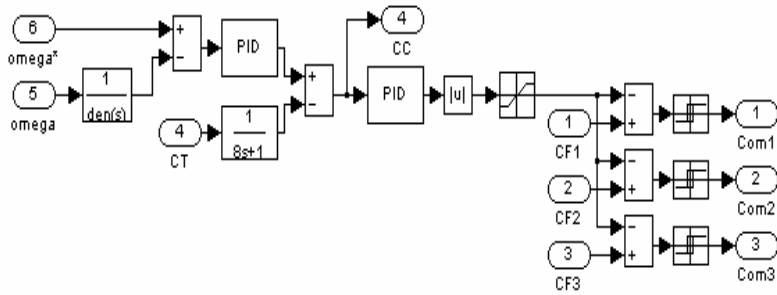 6
omega*
5
omega
1
den(s)
+
−
PID
4
CT
1
8s+1
+
−
4
CC
PID
|u|
−
+
1
CF1
1
Com1
−
+
2
CF2
2
Com2
−
+
3
CF3
3
Com3